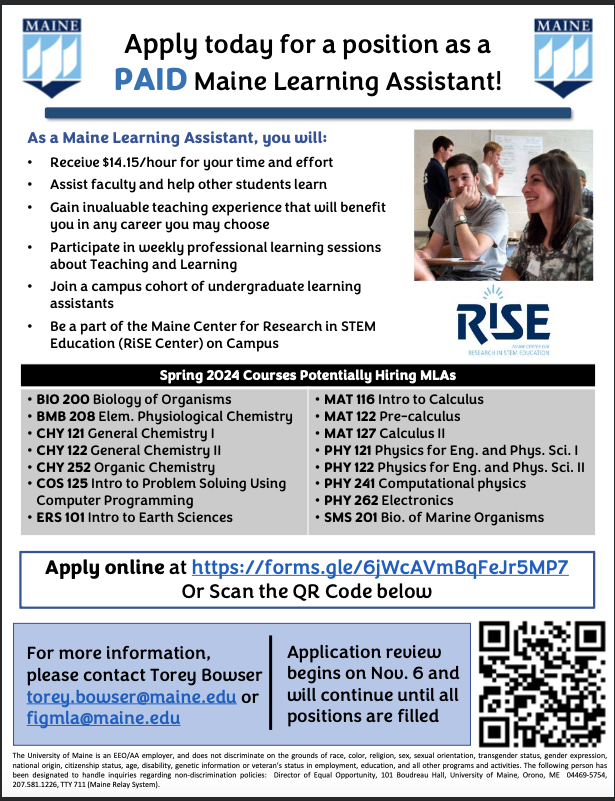 MAINE
MAINE
Apply today for a position as a
PAID Maine Learning Assistant!
As a Maine Learning Assistant, you will:
• Receive $14.15/hour for your time and effort
• Assist faculty and help other students learn
• Gain invaluable teaching experience that will benefit
you in any career you may choose
• Participate in weekly professional learning sessions
about Teaching and Learning
• Join a campus cohort of undergraduate learning
assistants
• Be a part of the Maine Center for Research in STEM
Education (RiSE Center) on Campus
RiSE
MAINE CENTER FOR
RESEARCH IN STEM EDUCATION
Spring 2024 Courses Potentially Hiring MLAs
• BIO 200 Biology of Organisms
• BMB 208 Elem. Physiological Chemistry
• CHY 121 General Chemistry I
• CHY 122 General Chemistry II
• CHY 252 Organic Chemistry
• COS 125 Intro to Problem Solving Using
Computer Programming
• ERS 101 Intro to Earth Sciences
• MAT 116 Intro to Calculus
• MAT 122 Pre-calculus
• MAT 127 Calculus II
• PHY 121 Physics for Eng. and Phys. Sci. I
• PHY 122 Physics for Eng. and Phys. Sci. II
• PHY 241 Computational physics
• PHY 262 Electronics
• SMS 201 Bio. of Marine Organisms
Apply online at https://forms.gle/6jWcAVmBqFeJr5MP7
Or Scan the QR Code below
For more information,
please contact Torey Bowser
torey.bowser@maine.edu or
figmla@maine.edu
Application review
begins on Nov. 6 and
will continue until all
positions are filled
The University of Maine is an EEO/AA employer, and does not discriminate on the grounds of race, color, religion, sex, sexual orientation, transgender status, gender expression,
national origin, citizenship status, age, disability, genetic information or veteran's status in employment, education, and all other programs and activities. The following person has
been designated to handle inquiries regarding non-discrimination policies: Director of Equal Opportunity, 101 Boudreau Hall, University of Maine, Orono, ME 04469-5754,
207.581.1226, TTY 711 (Maine Relay System).